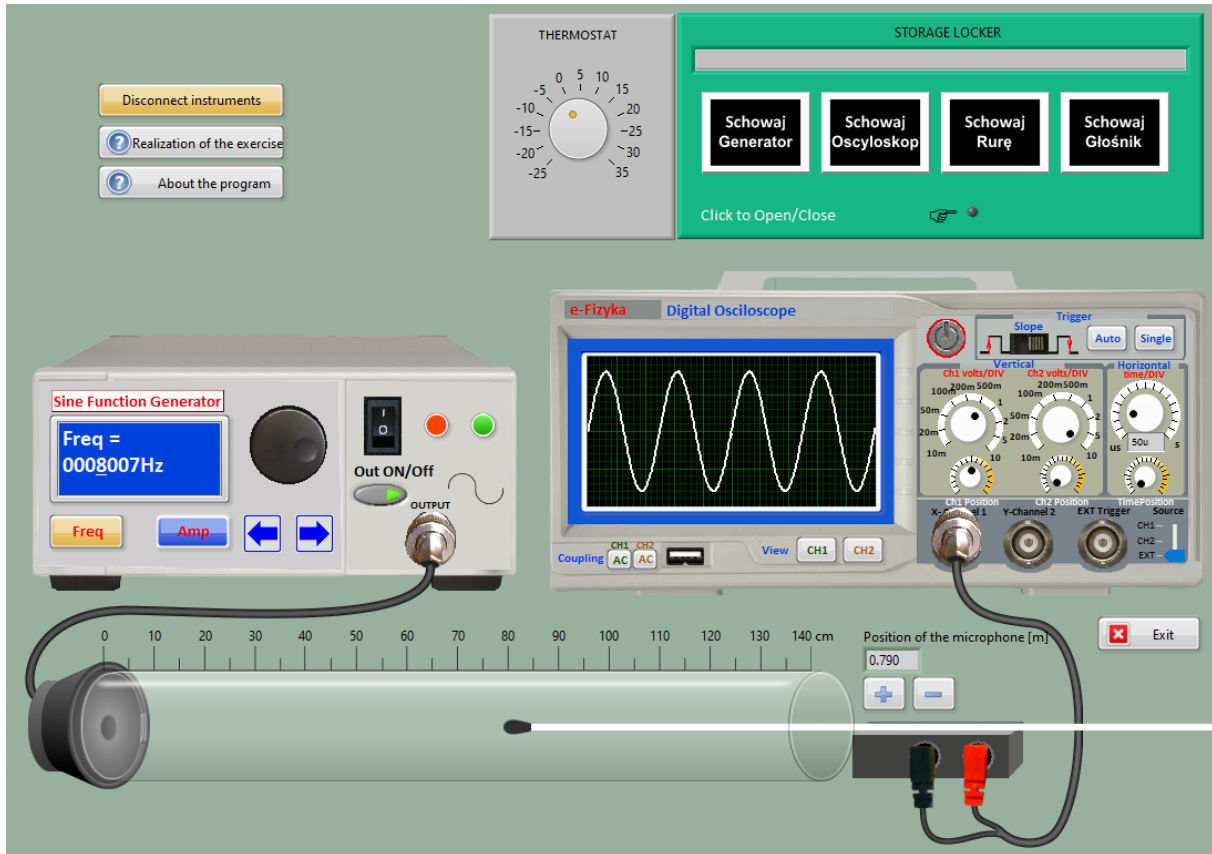 THERMOSTAT
-25
-20
-15
-10
-5
0
5
10
15
20
25
30
35
STORAGE LOCKER
Schowaj
Generator
Schowaj
Oscyloskop
Schowaj
Rurę
Schowaj
Głośnik
Click to Open/Close
Disconnect instruments
Realization of the exercise
About the program
Sine Function Generator
Freq =
0008007Hz
Freq
Amp
I
O
Out ON/Off
OUTPUT
e-Fizyka
Digital Osciloscope
Coupling
CH1
AC
CH2
AC
View
CH1
CH2
Trigger
Slope
Auto
Single
Vertical
Ch1 volts/DIV
10m
20m
50m
100m
200m
500m
1
2
5
10
Ch2 volts/DIV
10m
20m
50m
100m
200m
500m
1
2
5
10
Horizontal
time/DIV
us
50u
s
Ch1 Position
Ch2 Position
TimePosition
Y-Channel 2
EXT Trigger
Source
CH1
CH2
EXT
0 10 20 30 40 50 60 70 80 90 100 110 120 130 140 cm
Position of the microphone [m]
0.790
+
-
Exit